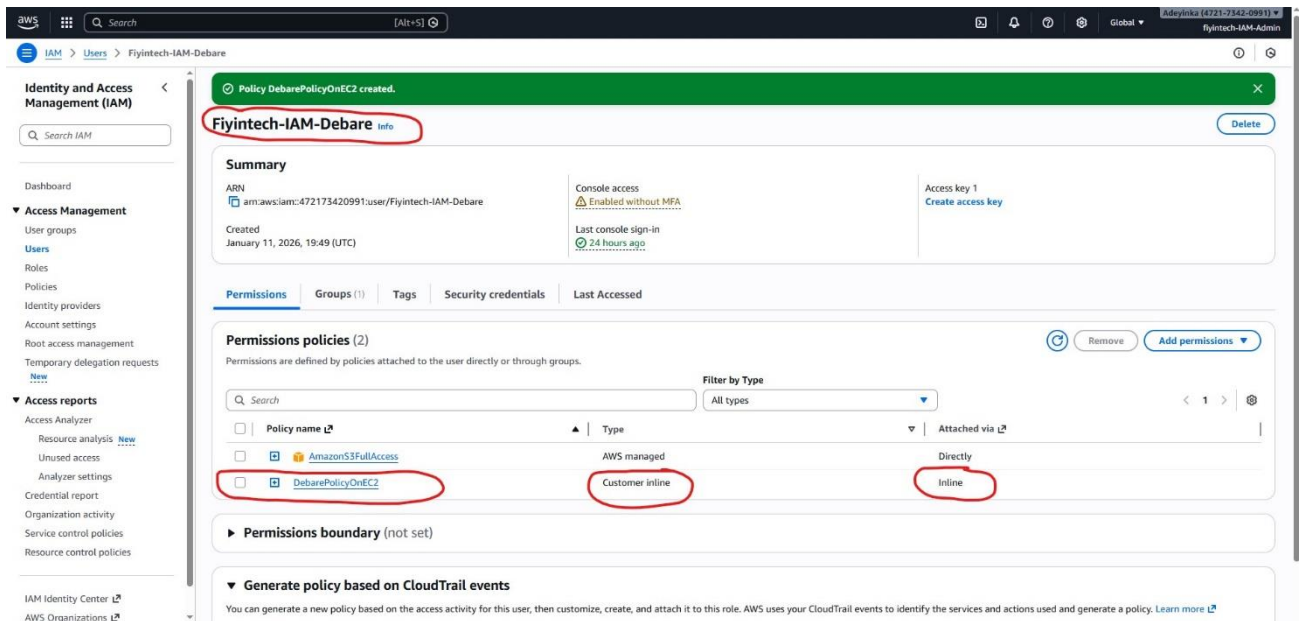 aws
Search
[Alt+S]
Global
Adeyinka (4721-7342-0991)
fiyintech-IAM-Admin
IAM > Users > Fiyintech-IAM-Debare
Identity and Access Management (IAM)
Search IAM
Dashboard
Access Management
User groups
Users
Roles
Policies
Identity providers
Account settings
Root access management
Temporary delegation requests
New
Access reports
Access Analyzer
Resource analysis New
Unused access
Analyzer settings
Credential report
Organization activity
Service control policies
Resource control policies
IAM Identity Center
AWS Organizations
Policy DebarePolicyOnEC2 created.
Fiyintech-IAM-Debare Info
Delete
Summary
ARN
arn:aws:iam::472173420991:user/Fiyintech-IAM-Debare
Created
January 11, 2026, 19:49 (UTC)
Console access
Enabled without MFA
Last console sign-in
24 hours ago
Access key 1
Create access key
Permissions Groups (1) Tags Security credentials Last Accessed
Permissions policies (2)
Remove Add permissions
Permissions are defined by policies attached to the user directly or through groups.
Filter by Type
Search All types
1
Policy name Type Attached via
AmazonS3FullAccess AWS managed Directly
DebarePolicyOnEC2 Customer inline Inline
Permissions boundary (not set)
Generate policy based on CloudTrail events
You can generate a new policy based on the access activity for this user, then customize, create, and attach it to this role. AWS uses your CloudTrail events to identify the services and actions used and generate a policy. Learn more